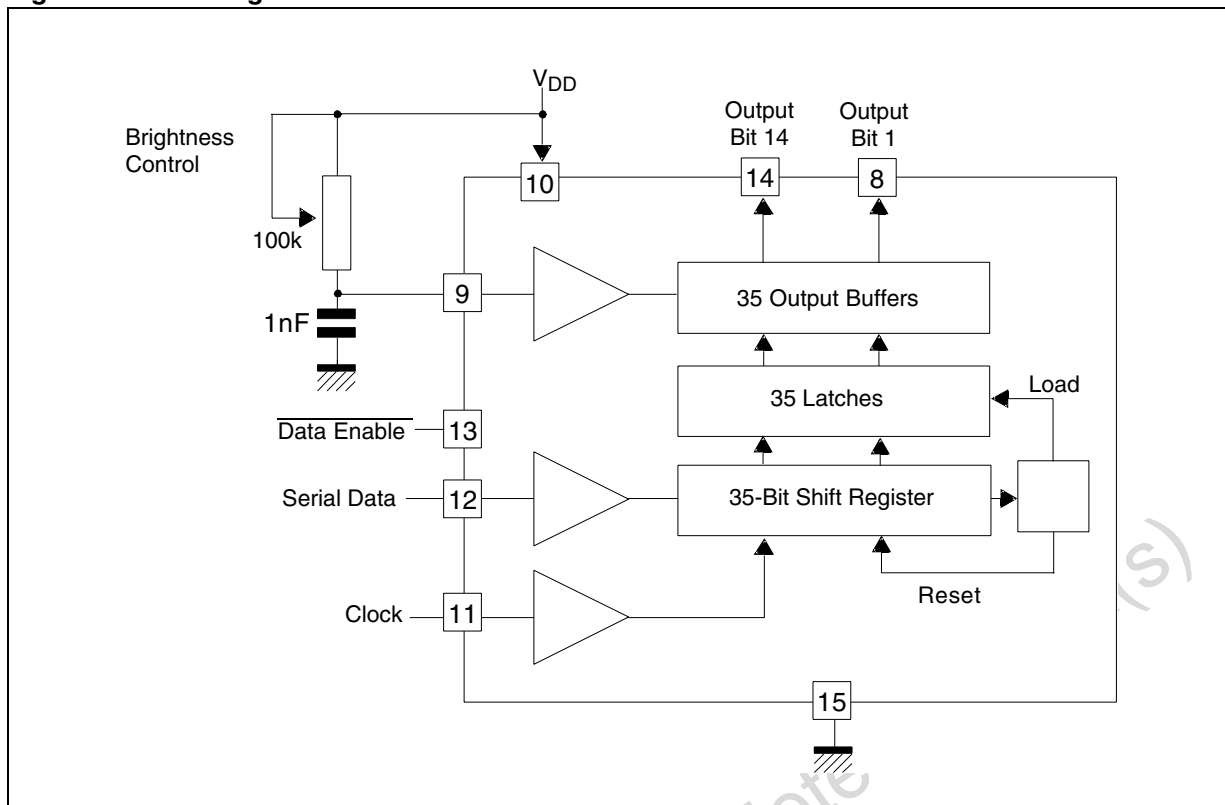 V_DD
Output
Bit 14
Output
Bit 1
Brightness
Control
10
14
8
100k
9
35 Output Buffers
1nF
Load
35 Latches
Data Enable
13
Serial Data
12
35-Bit Shift Register
Reset
Clock
11
15
(s)